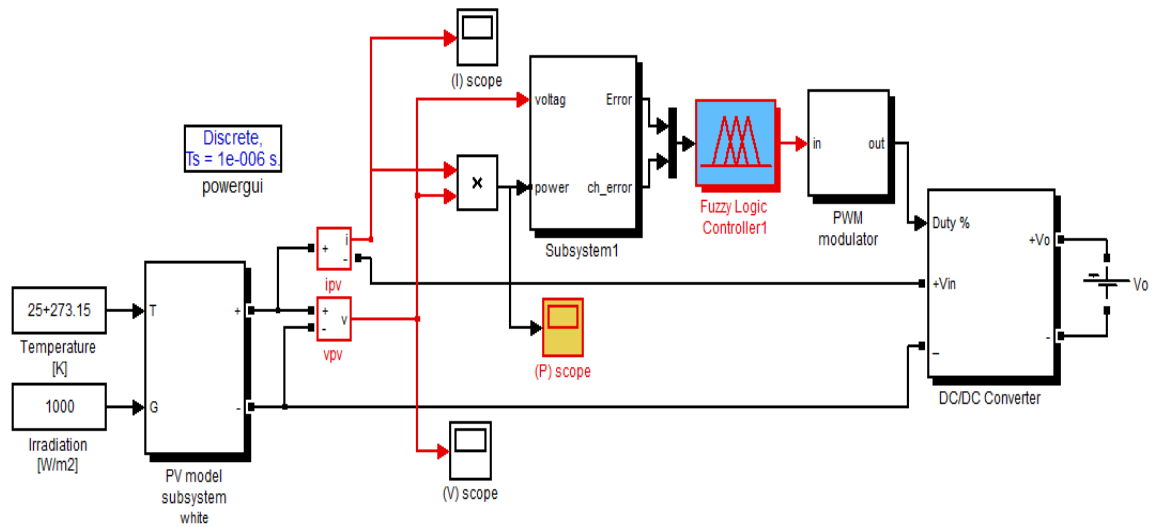 (I) scope
voltag
Error
power
ch_error
Subsystem1
×
Fuzzy Logic
Controller1
in
out
PWM
modulator
Discrete,
Ts = 1e-006 s.
powergui
+
i
-
ipv
+
-
v
vpv
25+273.15
Temperature
[K]
1000
Irradiation
[W/m2]
T
G
+
-
PV model
subsystem
white
(P) scope
(V) scope
Duty %
+Vin
_
+Vo
-
DC/DC Converter
Vo